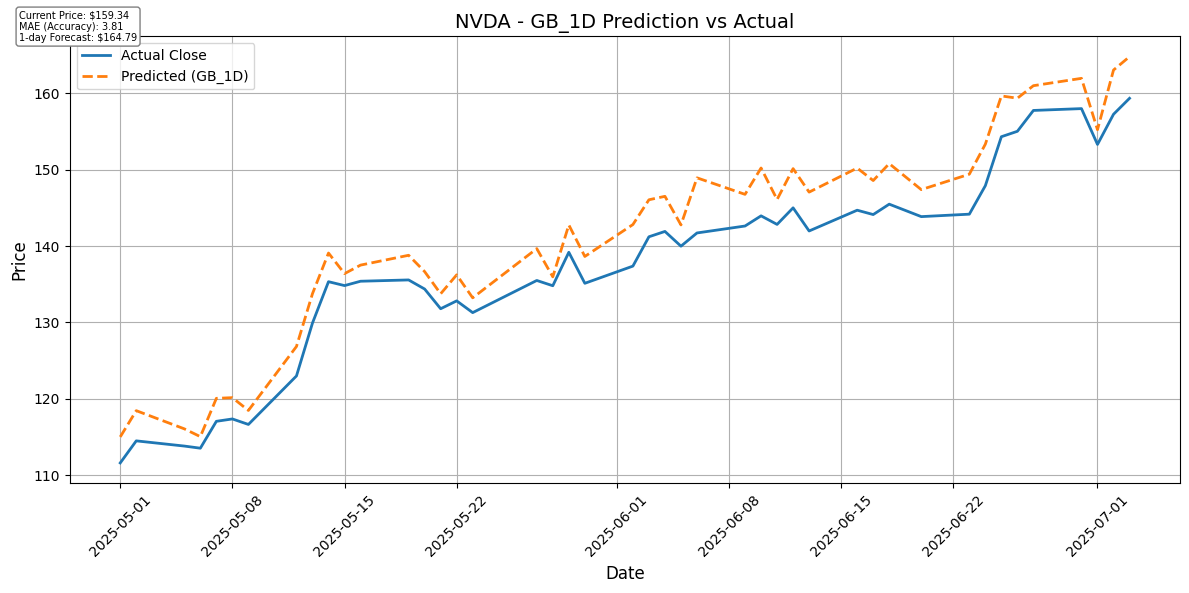 NVDA - GB_1D Prediction vs Actual
Current Price: $159.34
MAE (Accuracy): 3.81
1-day Forecast: $164.79
Actual Close
Predicted (GB_1D)
Price
160
150
140
130
120
110
2025-05-01
2025-05-08
2025-05-15
2025-05-22
2025-06-01
2025-06-08
2025-06-15
2025-06-22
2025-07-01
Date